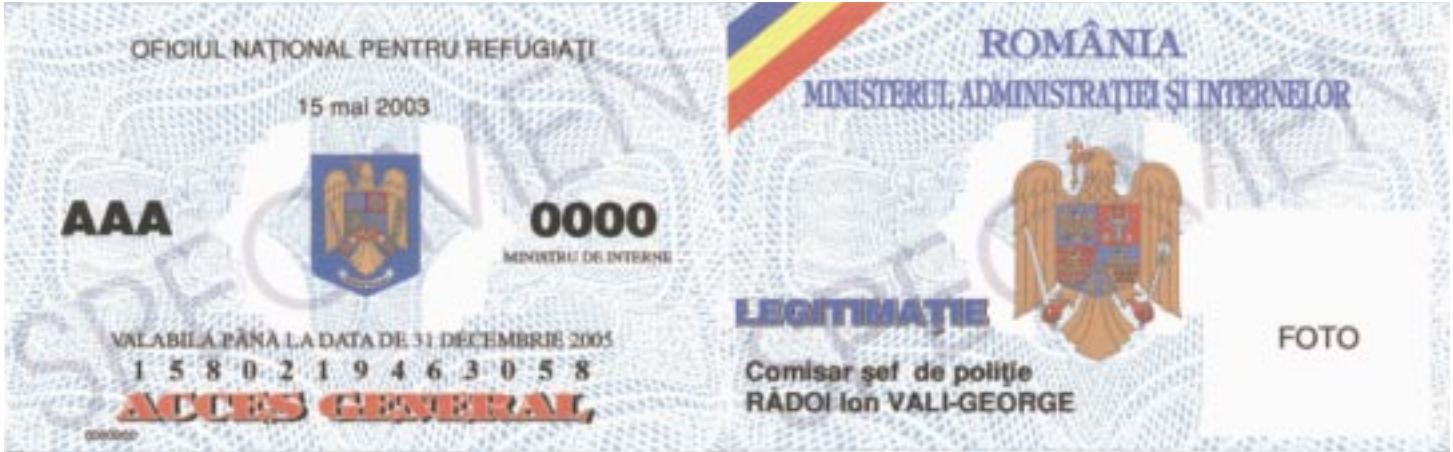 OFICIUL NAȚIONAL PENTRU REFUGIAȚI
15 mai 2003
AAA
0000
MINISTRU DE INTERNE
VALABILĂ PÂNĂ LA DATA DE 31 DECEMBRIE 2005
1 5 8 0 2 1 9 4 6 3 0 5 8
ACCES GENERAL
SPECIMEN
ROMÂNIA
MINISTERUL ADMINISTRAȚIEI ȘI INTERNELOR
LEGITIMAȚIE
Comisar șef de poliție
RĂDOI Ion VALI-GEORGE
FOTO
SPECIMEN